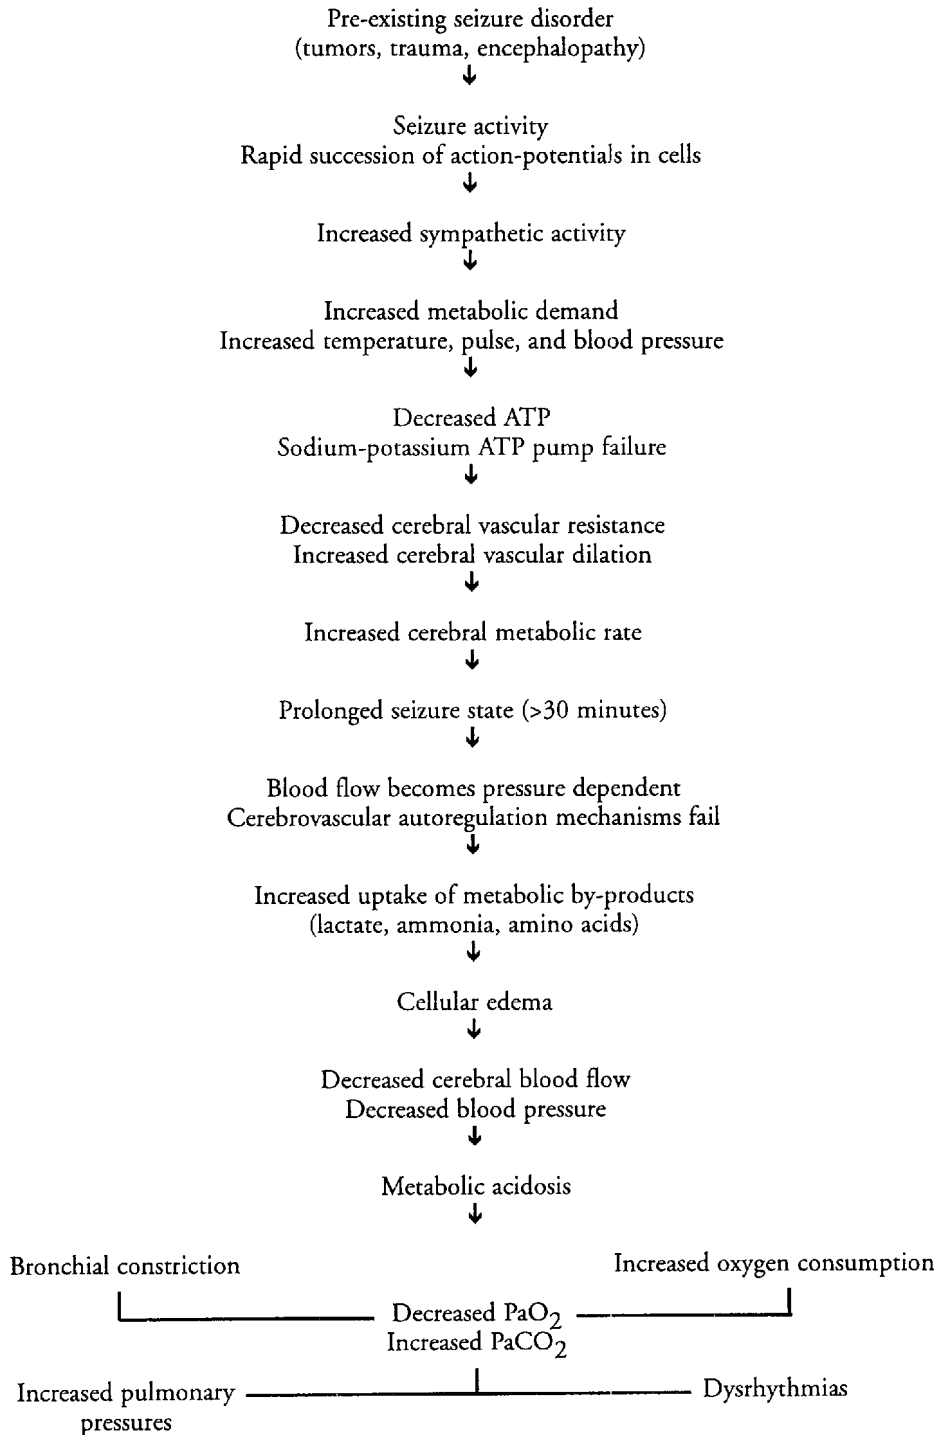 Pre-existing seizure disorder
(tumors, trauma, encephalopathy)
Seizure activity
Rapid succession of action-potentials in cells
Increased sympathetic activity
Increased metabolic demand
Increased temperature, pulse, and blood pressure
Decreased ATP
Sodium-potassium ATP pump failure
Decreased cerebral vascular resistance
Increased cerebral vascular dilation
Increased cerebral metabolic rate
Prolonged seizure state (>30 minutes)
Blood flow becomes pressure dependent
Cerebrovascular autoregulation mechanisms fail
Increased uptake of metabolic by-products
(lactate, ammonia, amino acids)
Cellular edema
Decreased cerebral blood flow
Decreased blood pressure
Metabolic acidosis
Bronchial constriction
Increased oxygen consumption
Decreased PaO2
Increased PaCO2
Increased pulmonary
pressures
Dysrhythmias